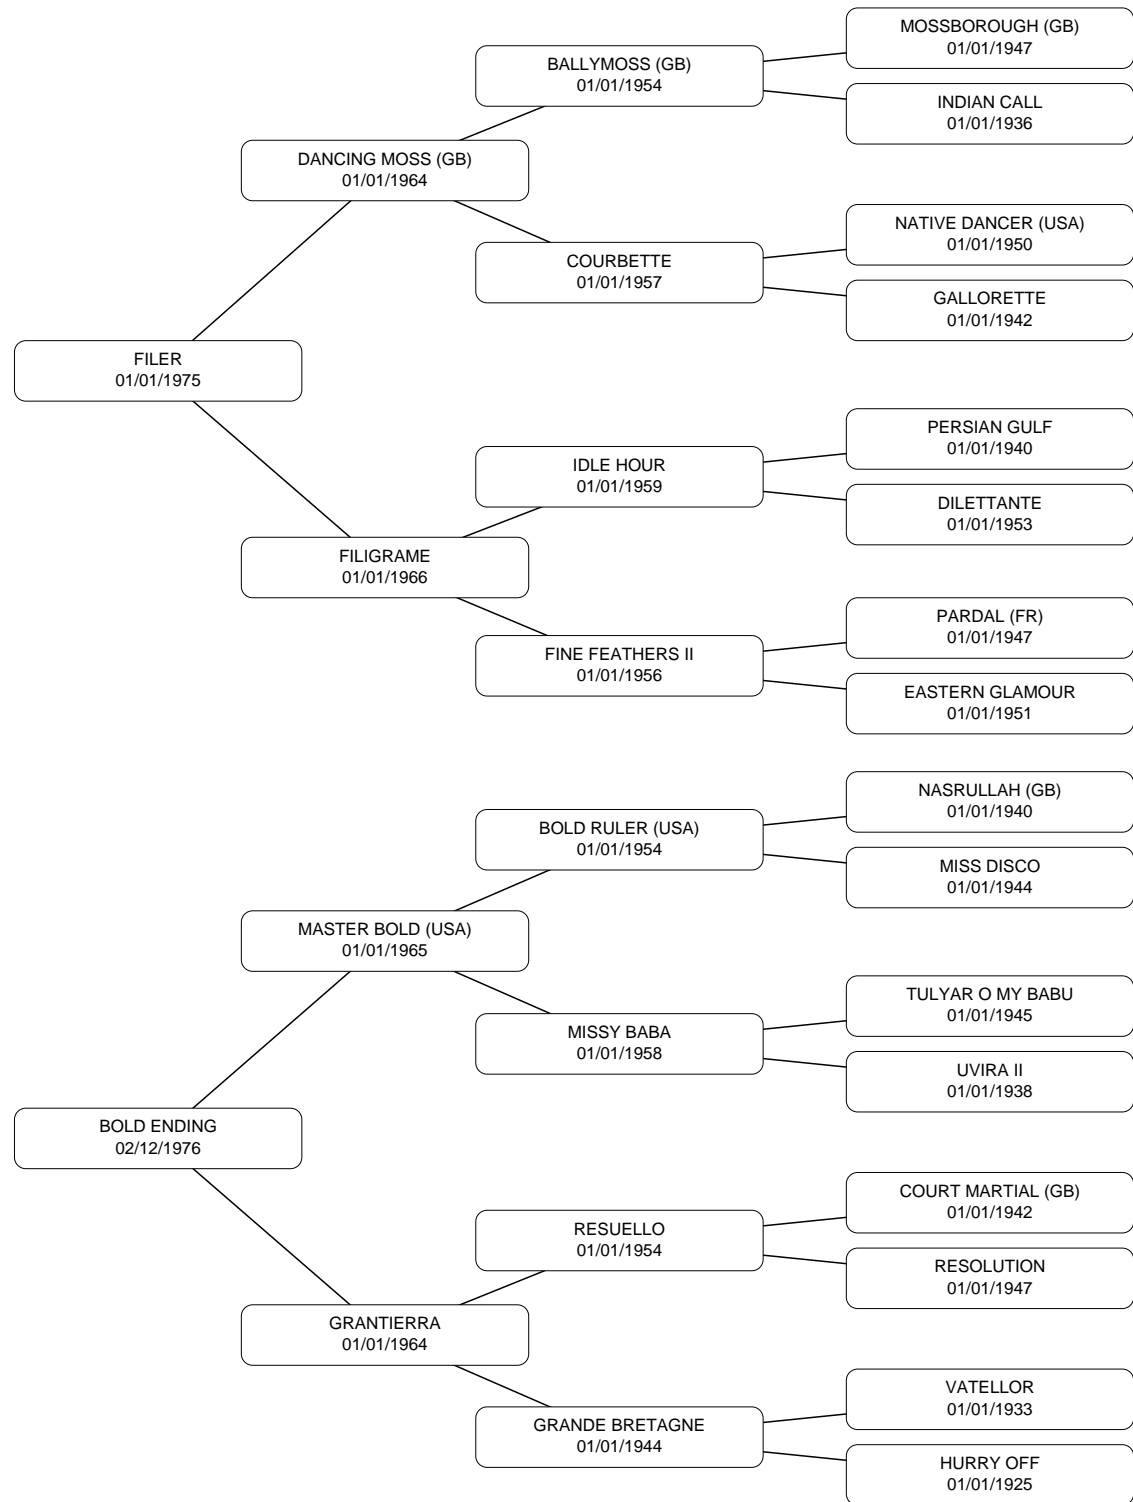 MOSSBOROUGH (GB)
01/01/1947
BALLYMOSS (GB)
01/01/1954
INDIAN CALL
01/01/1936
DANCING MOSS (GB)
01/01/1964
NATIVE DANCER (USA)
01/01/1950
COURBETTE
01/01/1957
GALLORETTE
01/01/1942
FILER
01/01/1975
PERSIAN GULF
01/01/1940
IDLE HOUR
01/01/1959
DILETTANTE
01/01/1953
FILIGRAME
01/01/1966
PARDAL (FR)
01/01/1947
FINE FEATHERS II
01/01/1956
EASTERN GLAMOUR
01/01/1951
NASRULLAH (GB)
01/01/1940
BOLD RULER (USA)
01/01/1954
MISS DISCO
01/01/1944
MASTER BOLD (USA)
01/01/1965
TULYAR O MY BABU
01/01/1945
MISSY BABA
01/01/1958
UVIRA II
01/01/1938
BOLD ENDING
02/12/1976
COURT MARTIAL (GB)
01/01/1942
RESUELLO
01/01/1954
RESOLUTION
01/01/1947
GRANTIERRA
01/01/1964
VATELLOR
01/01/1933
GRANDE BRETAGNE
01/01/1944
HURRY OFF
01/01/1925